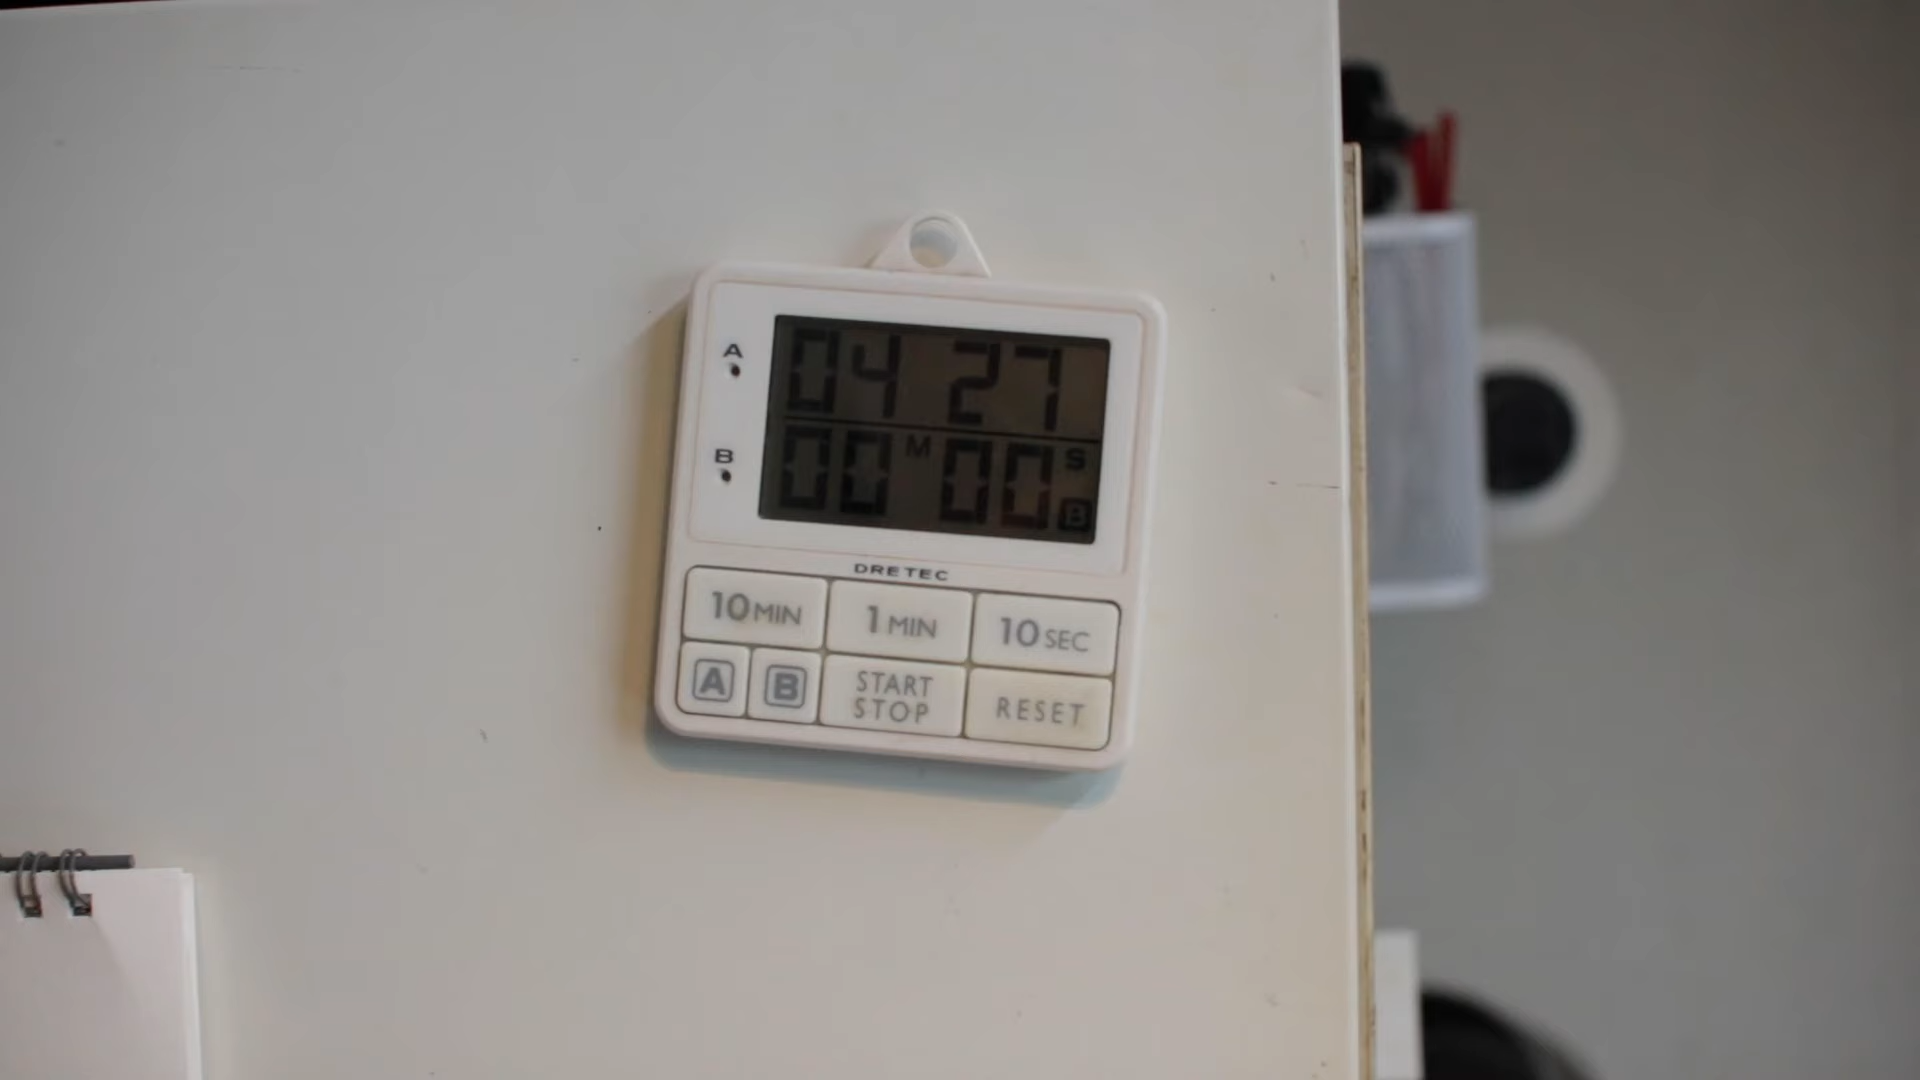 A
04 27
B
00 M 00 S
B
DRETEC
10 MIN 1 MIN 10 SEC
A B START STOP RESET